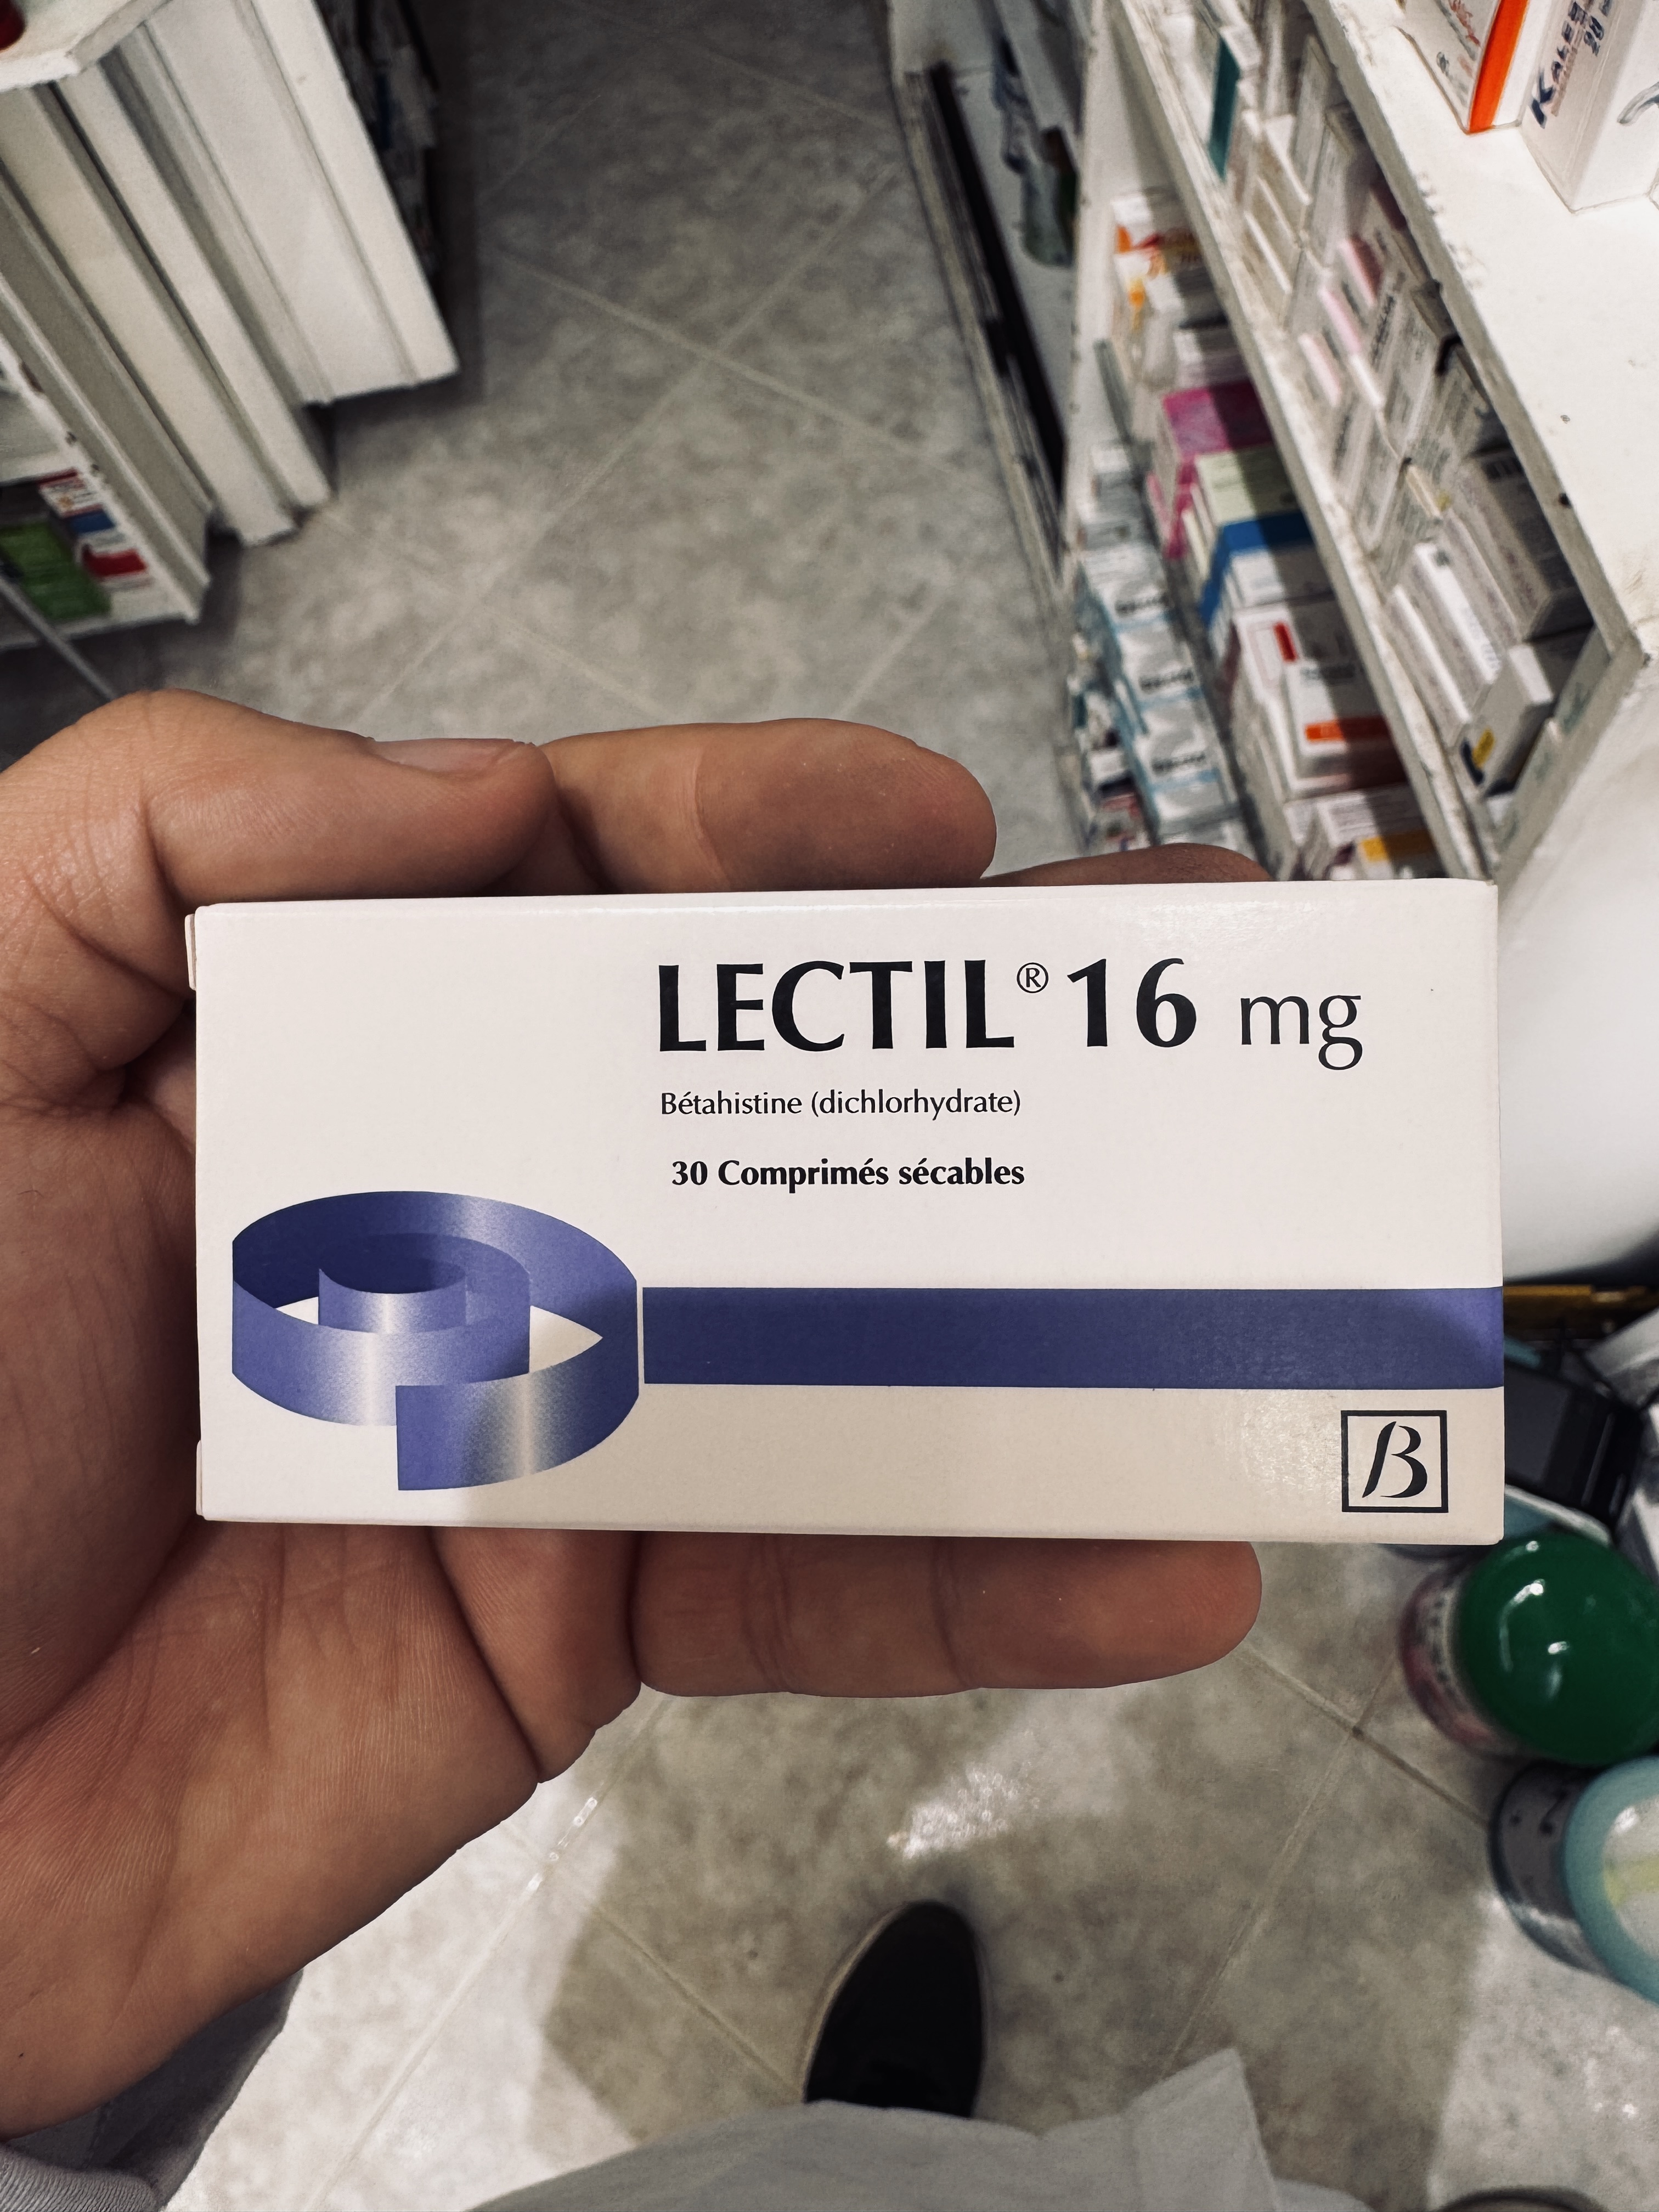 LECTIL® 16 mg
Bétahistine (dichlorhydrate)
30 Comprimés sécables
B